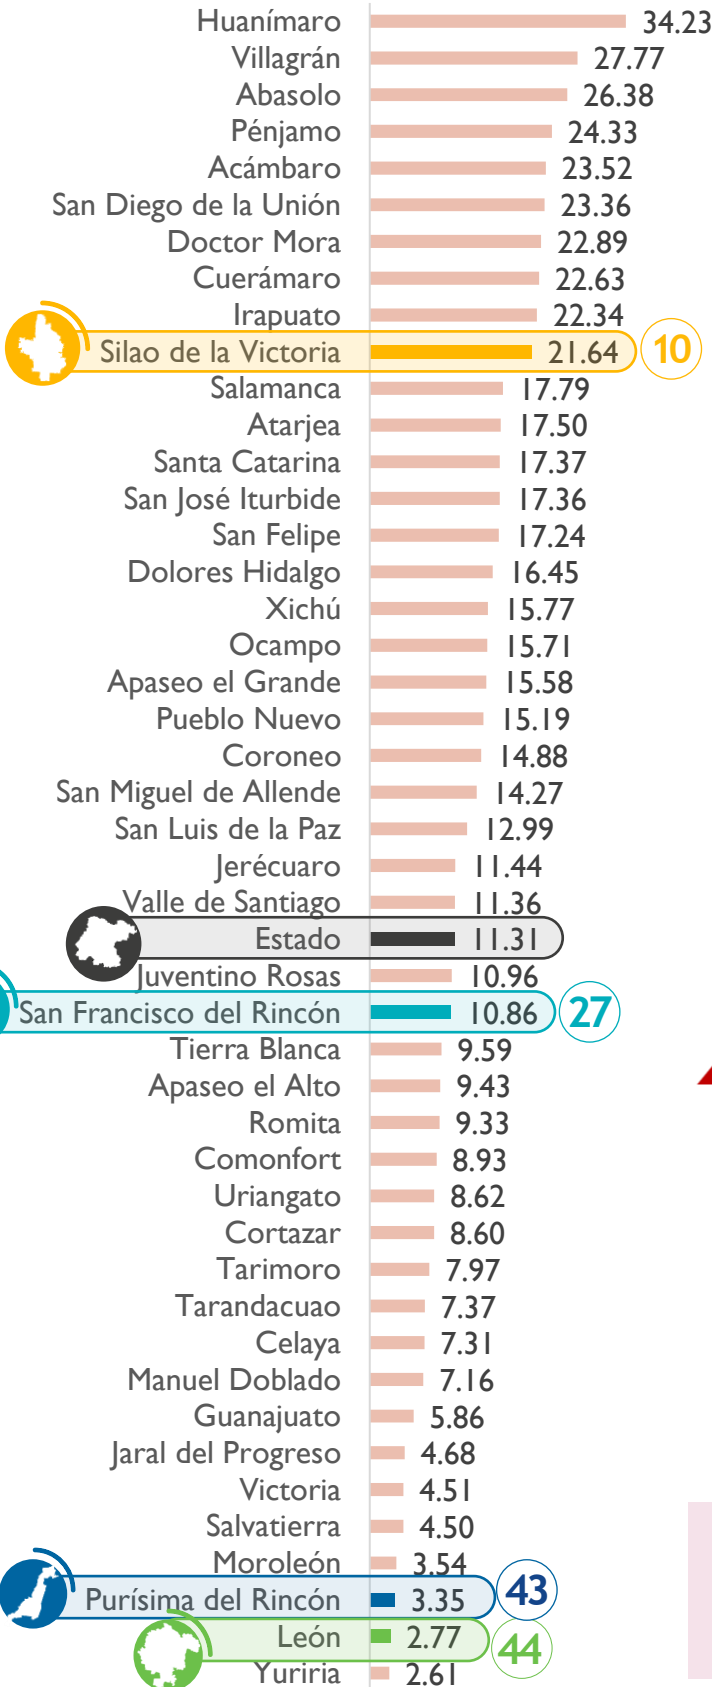 Huanímaro 34.23
Villagrán 27.77
Abasolo 26.38
Pénjamo 24.33
Acámbaro 23.52
San Diego de la Unión 23.36
Doctor Mora 22.89
Cuerámaro 22.63
Irapuato 22.34
Silao de la Victoria 21.64 10
Salamanca 17.79
Atarjea 17.50
Santa Catarina 17.37
San José Iturbide 17.36
San Felipe 17.24
Dolores Hidalgo 16.45
Xichú 15.77
Ocampo 15.71
Apaseo el Grande 15.58
Pueblo Nuevo 15.19
Coroneo 14.88
San Miguel de Allende 14.27
San Luis de la Paz 12.99
Jerécuaro 11.44
Valle de Santiago 11.36
Estado 11.31
Juventino Rosas 10.96
San Francisco del Rincón 10.86 27
Tierra Blanca 9.59
Apaseo el Alto 9.43
Romita 9.33
Comonfort 8.93
Uriangato 8.62
Cortazar 8.60
Tarimoro 7.97
Tarandacuao 7.37
Celaya 7.31
Manuel Doblado 7.16
Guanajuato 5.86
Jaral del Progreso 4.68
Victoria 4.51
Salvatierra 4.50
Moroleón 3.54
Purísima del Rincón 3.35 43
León 2.77 44
Yuriria 2.61